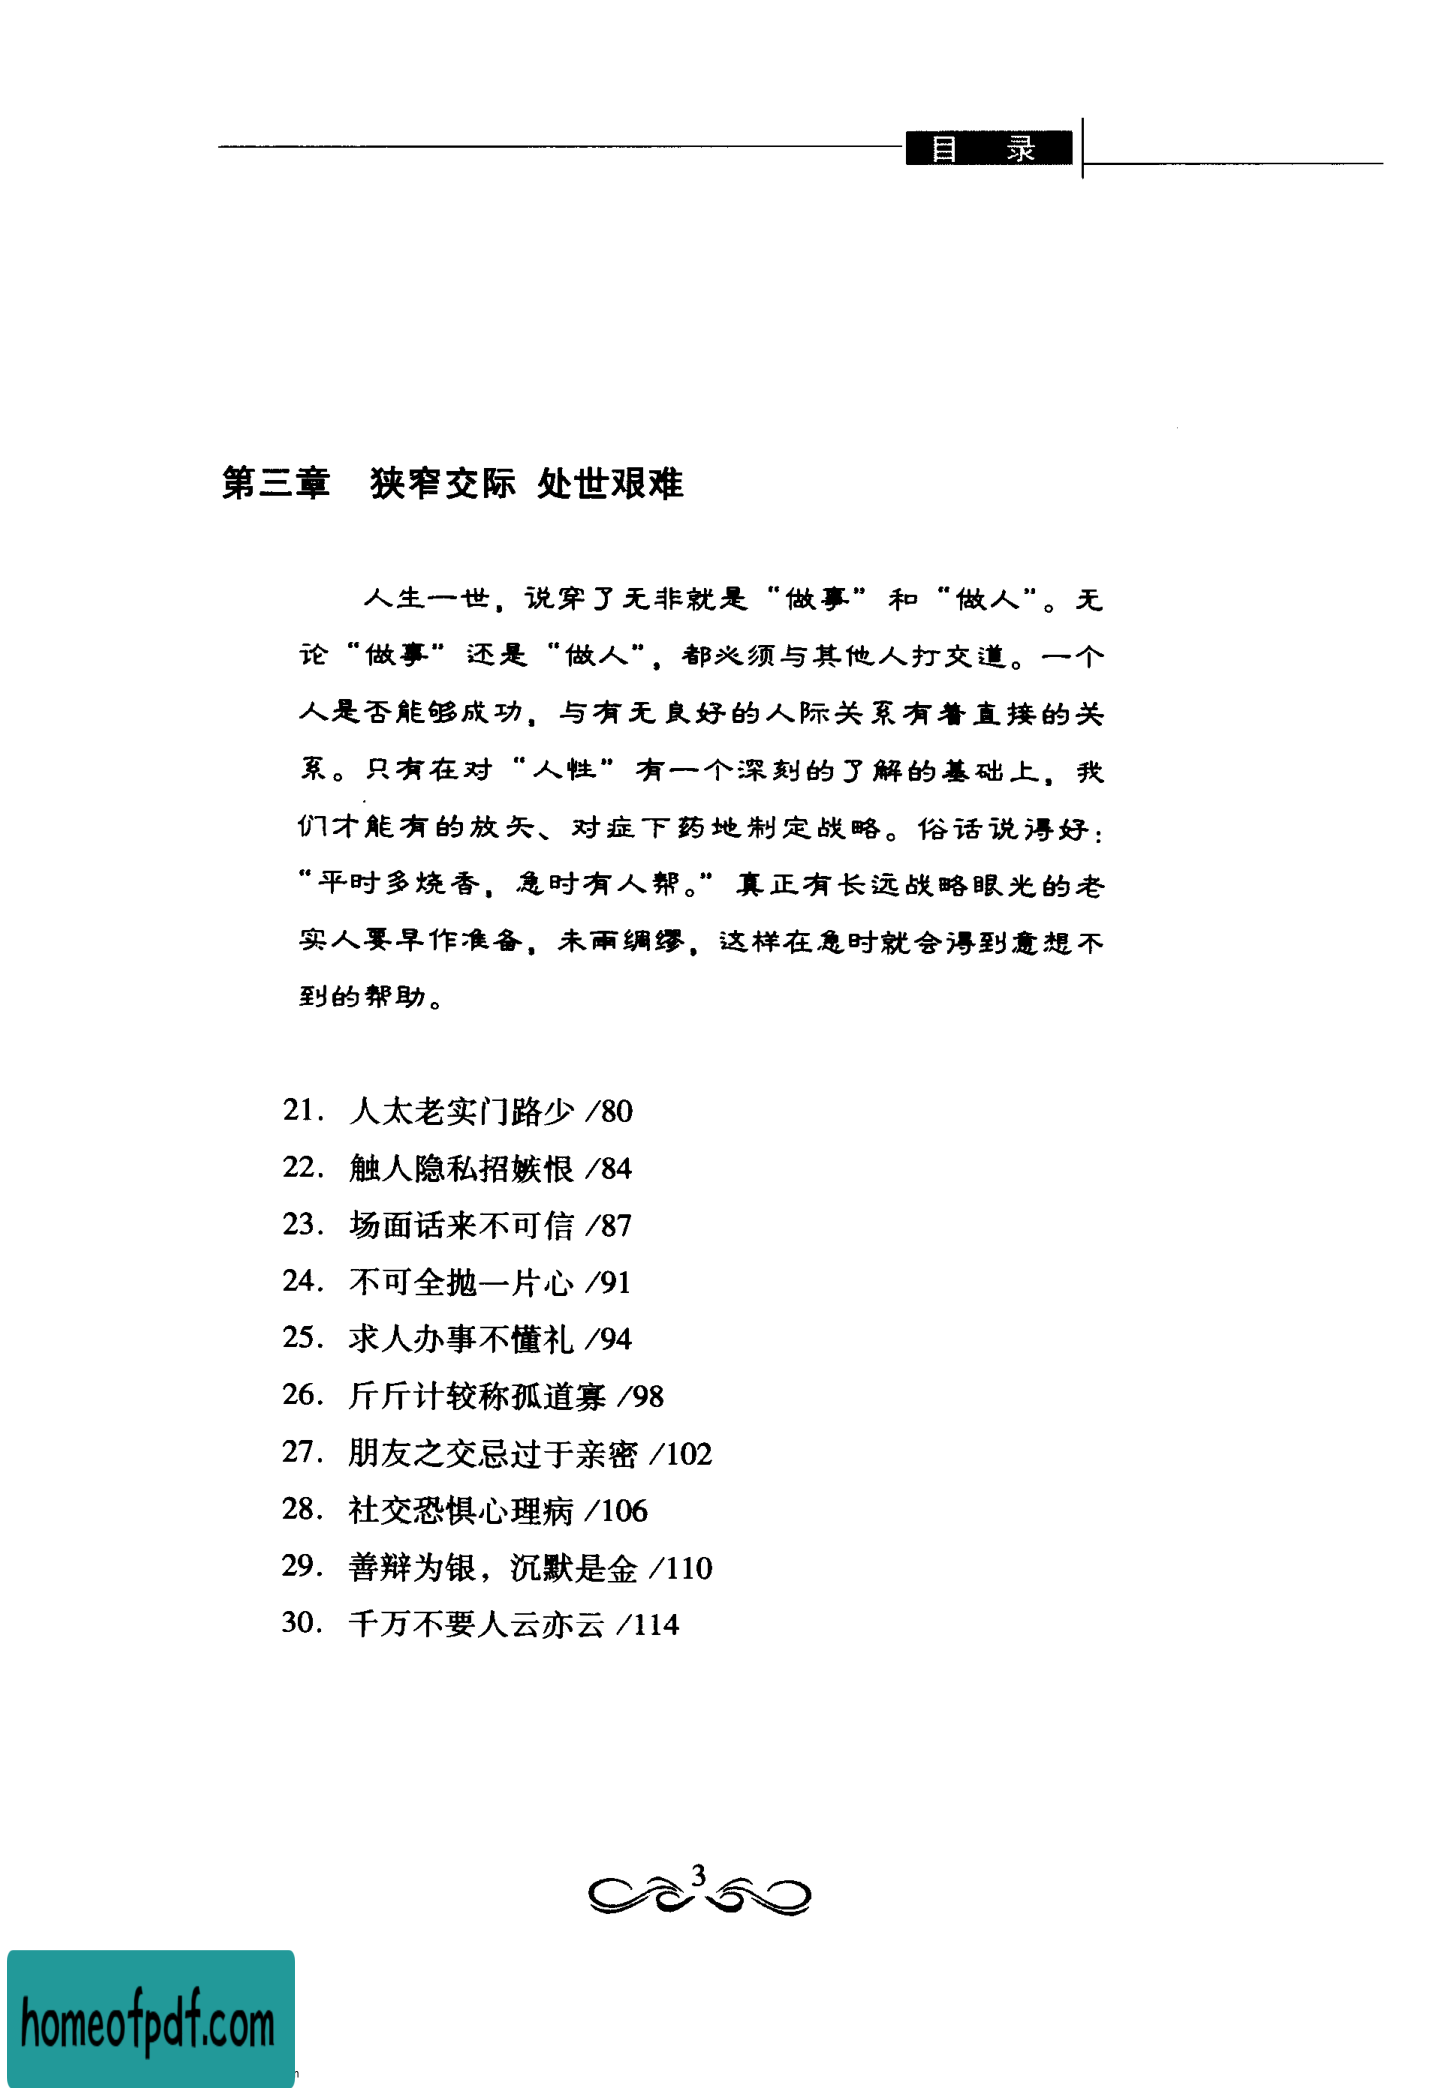 目 录
第三章 狭窄交际 处世艰难
人生一世，说穿了无非就是“做事”和“做人”。无
论“做事”还是“做人”，都必须与其他人打交道。一个
人是否能够成功，与有无良好的人际关系有着直接的关
系。只有在对“人性”有一个深刻的了解的基础上，我
们才能有的放矢、对症下药地制定战略。俗话说得好：
“平时多烧香，急时有人帮。”真正有长远战略眼光的老
实人要早作准备，未雨绸缪，这样在急时就会得到意想不
到的帮助。
21. 人太老实门路少 /80
22. 触人隐私招嫉恨 /84
23. 场面话来不可信 /87
24. 不可全抛一片心 /91
25. 求人办事不懂礼 /94
26. 斤斤计较称孤道寡 /98
27. 朋友之交忌过于亲密 /102
28. 社交恐惧心理病 /106
29. 善辩为银，沉默是金 /110
30. 千万不要人云亦云 /114
3
homeofpdf.com